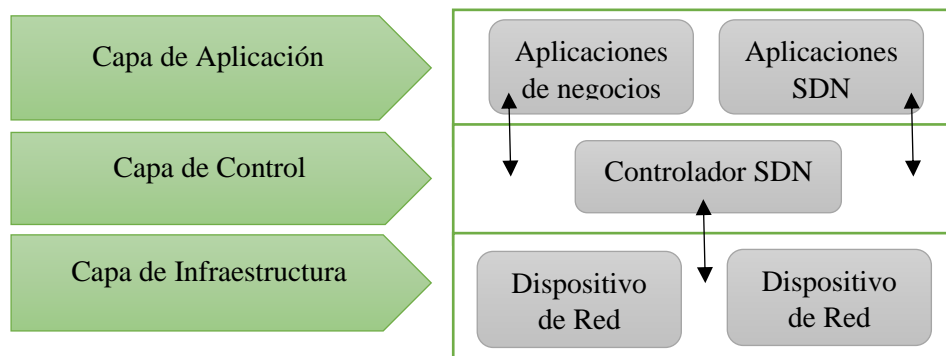 Capa de Aplicación
Aplicaciones
de negocios
Aplicaciones
SDN
Capa de Control
Controlador SDN
Capa de Infraestructura
Dispositivo
de Red
Dispositivo
de Red